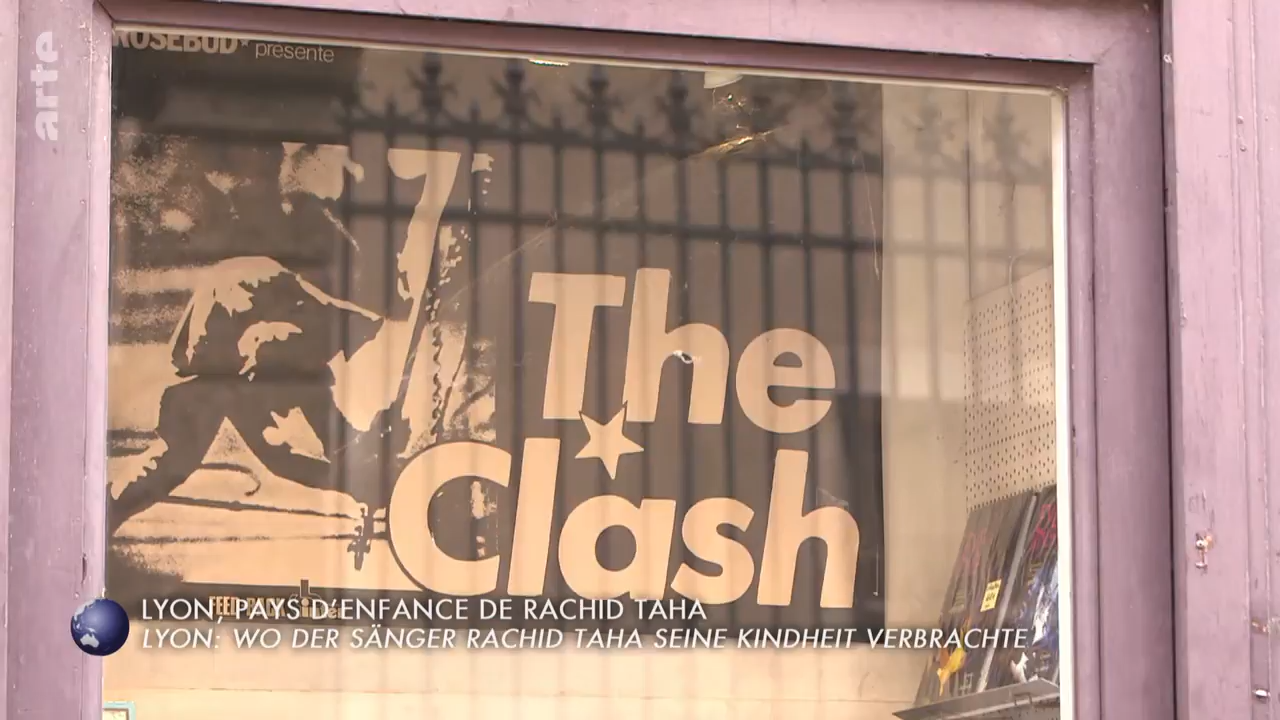 arte
ROSEBUD* presente
The
Clash
LYON, PAYS D'ENFANCE DE RACHID TAHA
LYON: WO DER SÄNGER RACHID TAHA SEINE KINDHEIT VERBRACHTE